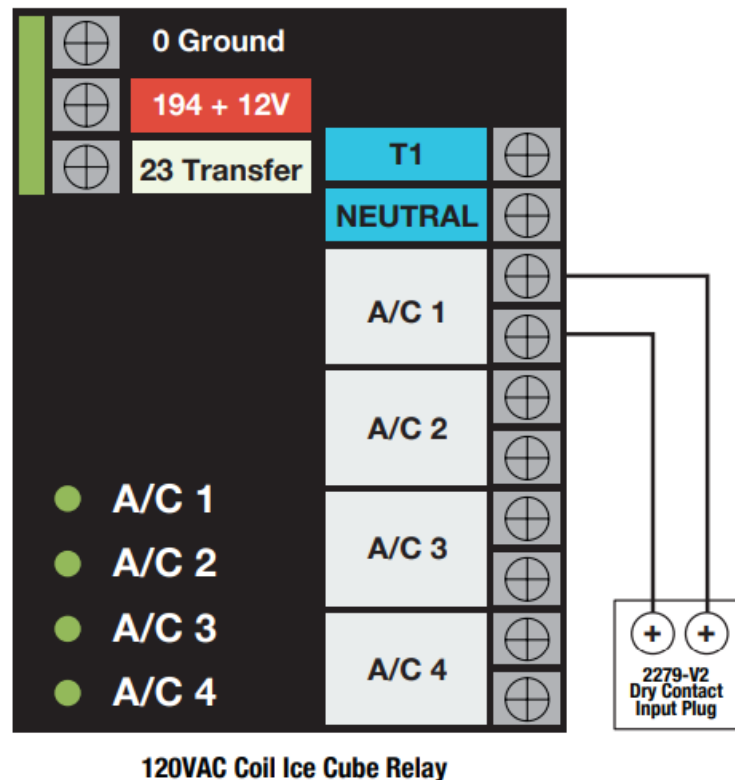 0 Ground
194 + 12V
23 Transfer
T1
NEUTRAL
A/C 1
A/C 2
A/C 3
A/C 4
A/C 1
A/C 2
A/C 3
A/C 4
+ +
2279-V2
Dry Contact
Input Plug
120VAC Coil Ice Cube Relay